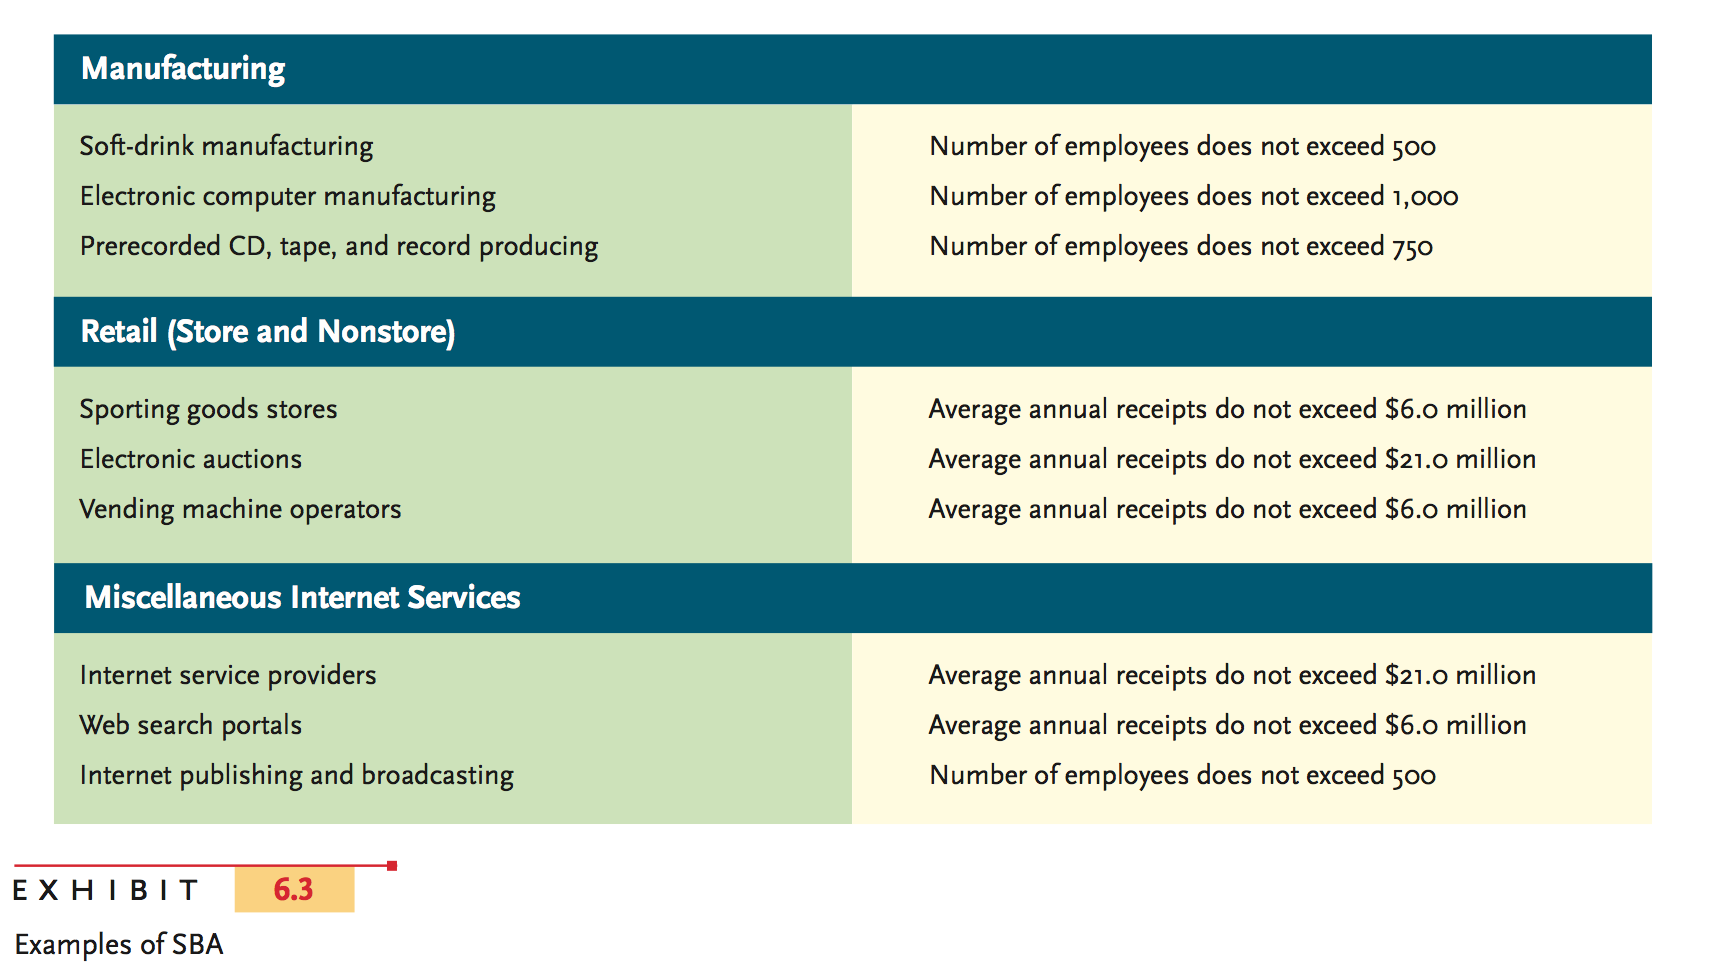 Manufacturing
Soft-drink manufacturing Number of employees does not exceed 500
Electronic computer manufacturing Number of employees does not exceed 1,000
Prerecorded CD, tape, and record producing Number of employees does not exceed 750
Retail (Store and Nonstore)
Sporting goods stores Average annual receipts do not exceed $6.0 million
Electronic auctions Average annual receipts do not exceed $21.0 million
Vending machine operators Average annual receipts do not exceed $6.0 million
Miscellaneous Internet Services
Internet service providers Average annual receipts do not exceed $21.0 million
Web search portals Average annual receipts do not exceed $6.0 million
Internet publishing and broadcasting Number of employees does not exceed 500
EXHIBIT 6.3
Examples of SBA